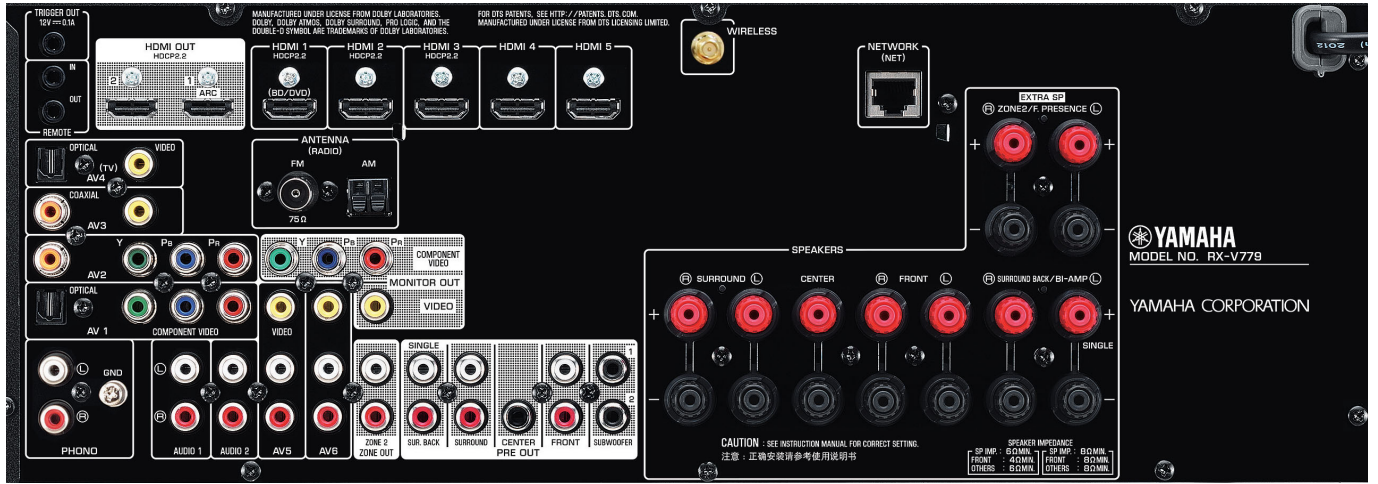 TRIGGER OUT
12V ⎓ 0.1A
MANUFACTURED UNDER LICENSE FROM DOLBY LABORATORIES.
DOLBY, DOLBY ATMOS, DOLBY SURROUND, PRO LOGIC, AND THE
DOUBLE-D SYMBOL ARE TRADEMARKS OF DOLBY LABORATORIES.
FOR DTS PATENTS, SEE HTTP://PATENTS.DTS.COM.
MANUFACTURED UNDER LICENSE FROM DTS LICENSING LIMITED.
WIRELESS
2012
IN
OUT
REMOTE
HDMI OUT
HDCP2.2
2
1
ARC
HDMI 1
HDCP2.2
(BD/DVD)
HDMI 2
HDCP2.2
HDMI 3
HDCP2.2
HDMI 4
HDMI 5
NETWORK
(NET)
EXTRA SP
Ⓡ ZONE2/F. PRESENCE Ⓛ
+ +
− −
OPTICAL
(TV)
VIDEO
AV4
ANTENNA
(RADIO)
FM
AM
75Ω
COAXIAL
AV3
Y PB PR
AV2
Y PB PR
COMPONENT
VIDEO
MONITOR OUT
VIDEO
OPTICAL
AV 1
COMPONENT VIDEO
VIDEO
YAMAHA
MODEL NO. RX-V779
YAMAHA CORPORATION
SPEAKERS
Ⓡ SURROUND Ⓛ
CENTER
Ⓡ FRONT Ⓛ
Ⓡ SURROUND BACK/BI-AMP Ⓛ
+ +
SINGLE
− −
Ⓛ
GND
Ⓡ
PHONO
Ⓛ
Ⓡ
AUDIO 1
AUDIO 2
AV5
AV6
ZONE 2
ZONE OUT
SINGLE
1
2
SUR. BACK
SURROUND
CENTER
FRONT
SUBWOOFER
PRE OUT
CAUTION : SEE INSTRUCTION MANUAL FOR CORRECT SETTING.
注意 : 正确安装请参考使用说明书
SPEAKER IMPEDANCE
SP IMP. : 6ΩMIN.
FRONT : 4ΩMIN.
OTHERS : 6ΩMIN.
SP IMP. : 8ΩMIN.
FRONT : 8ΩMIN.
OTHERS : 8ΩMIN.